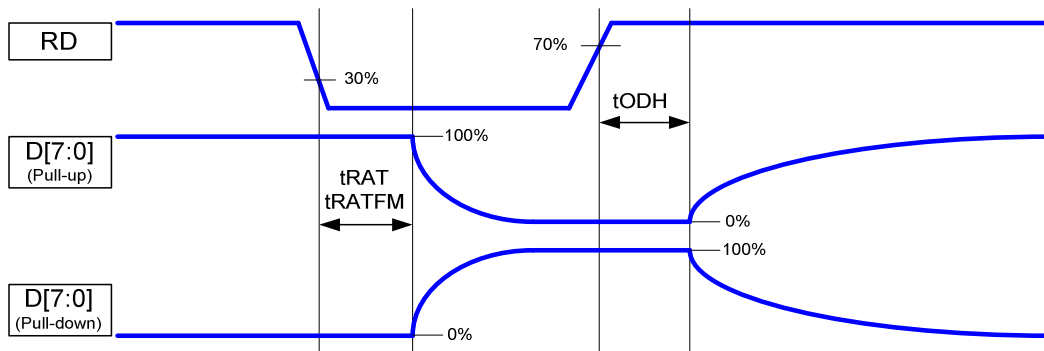 RD
30%
70%
tODH
D[7:0]
(Pull-up)
100%
tRAT
tRATFM
0%
100%
D[7:0]
(Pull-down)
0%